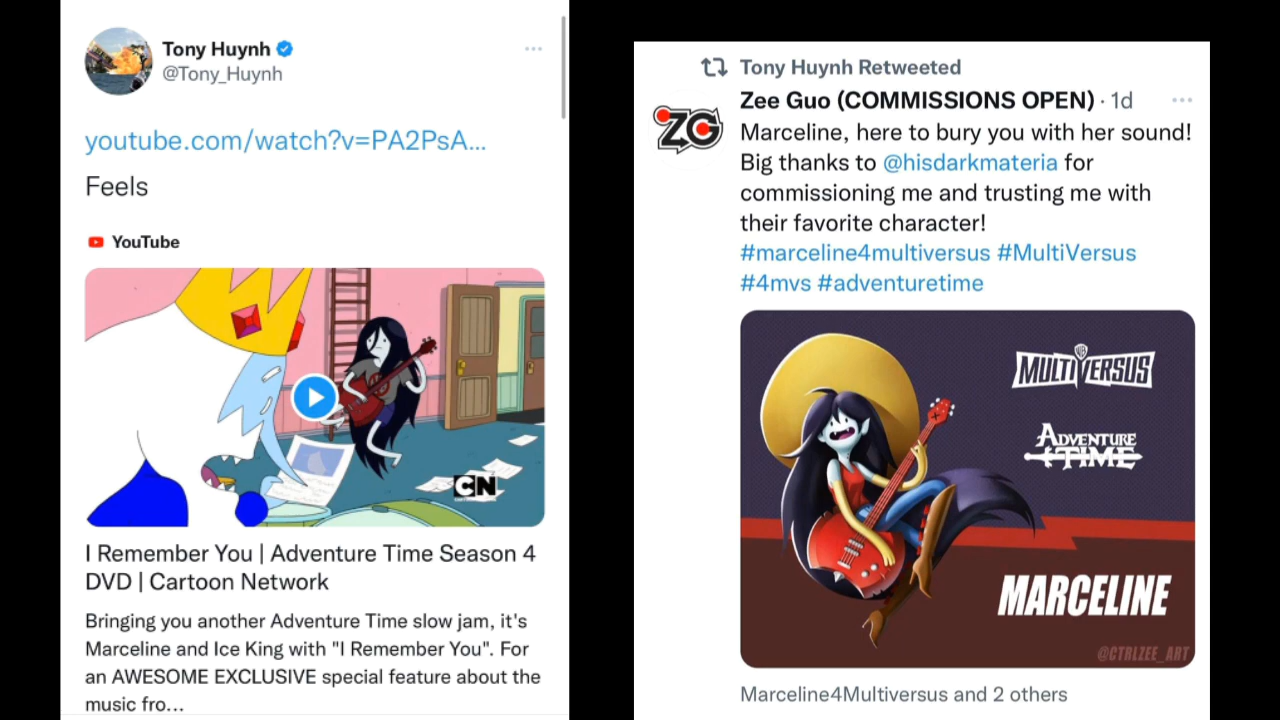 Tony Huynh
@Tony_Huynh
youtube.com/watch?v=PA2PsA...
Feels
YouTube
CN
CARTOON NETWORK
I Remember You | Adventure Time Season 4
DVD | Cartoon Network
Bringing you another Adventure Time slow jam, it's
Marceline and Ice King with "I Remember You". For
an AWESOME EXCLUSIVE special feature about the
music fro...
Tony Huynh Retweeted
ZG
Zee Guo (COMMISSIONS OPEN) · 1d
Marceline, here to bury you with her sound!
Big thanks to @hisdarkmateria for
commissioning me and trusting me with
their favorite character!
#marceline4multiversus #MultiVersus
#4mvs #adventuretime
WB
MULTIVERSUS
ADVENTURE
TIME
MARCELINE
@CTRLZEE_ART
Marceline4Multiversus and 2 others